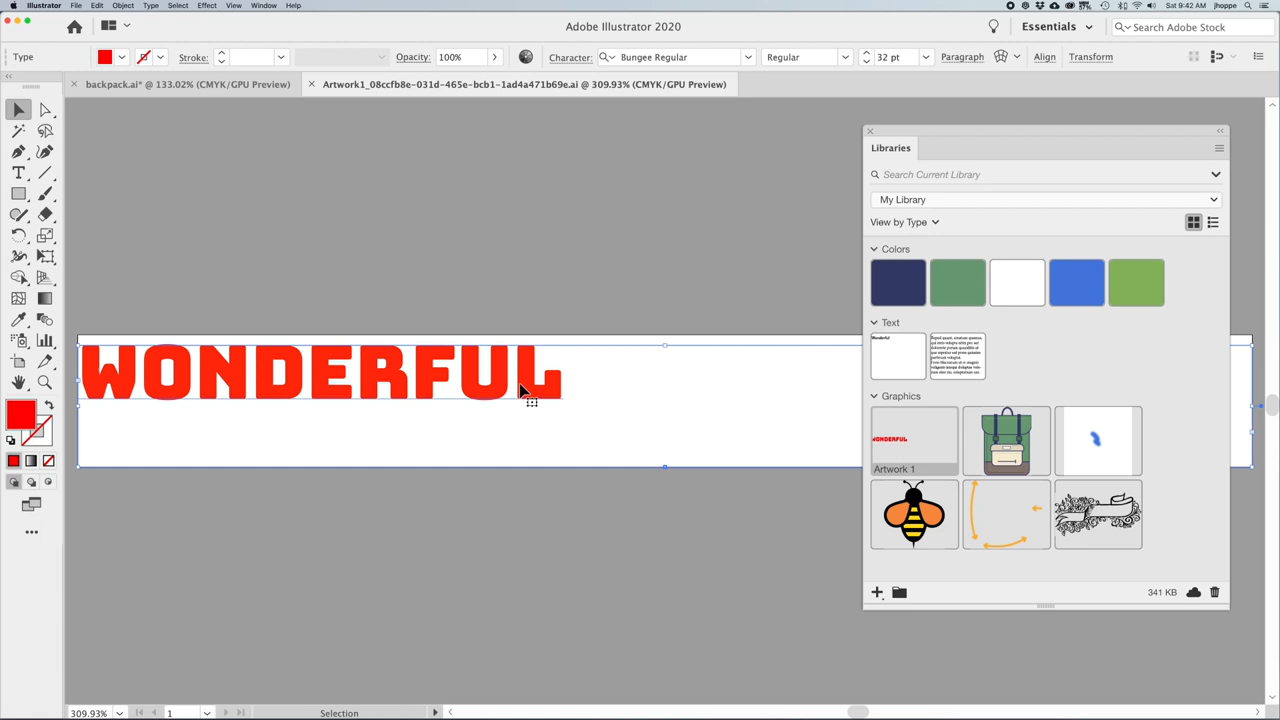 Illustrator File Edit Object Type Select Effect View Window Help Sat 9:42 AM jhoppe
Adobe Illustrator 2020 Essentials Search Adobe Stock
Type Stroke: Opacity: 100% Character: Bungee Regular Regular 32 pt Paragraph Align Transform
backpack.ai* @ 133.02% (CMYK/GPU Preview) Artwork1_08ccfb8e-031d-465e-bcb1-1ad4a471b69e.ai @ 309.93% (CMYK/GPU Preview)
Libraries
Search Current Library
My Library
View by Type
Colors
Text
Wonderful
WONDERFUL
Graphics
WONDERFUL
Artwork 1
341 KB
309.93% 1 Selection